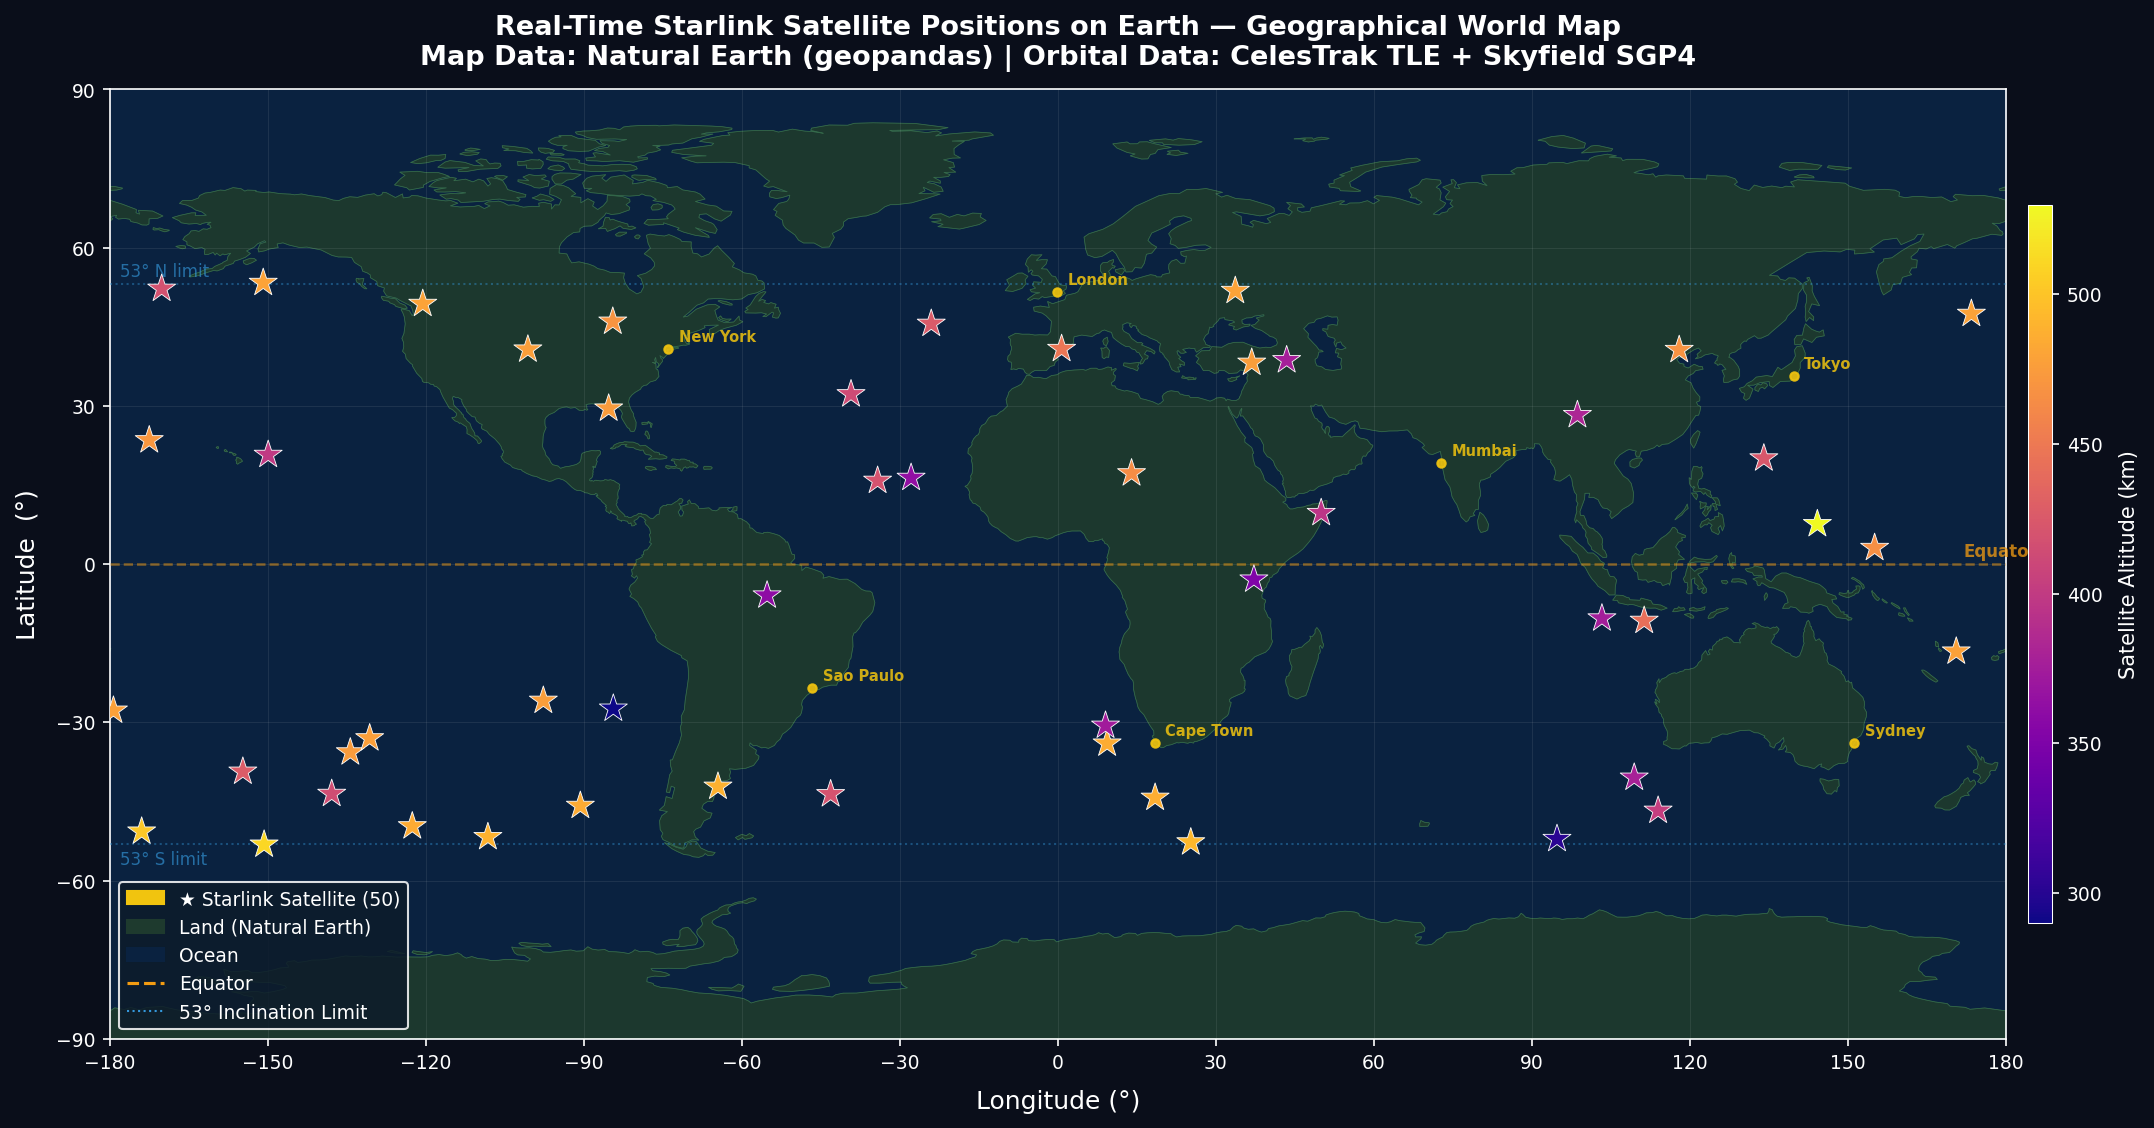 Real-Time Starlink Satellite Positions on Earth — Geographical World Map
Map Data: Natural Earth (geopandas) | Orbital Data: CelesTrak TLE + Skyfield SGP4
90
60
30
0
−30
−60
−90
Latitude (°)
53° N limit
London
New York
Tokyo
Mumbai
Equato
Sao Paulo
Cape Town
Sydney
53° S limit
★ Starlink Satellite (50)
Land (Natural Earth)
Ocean
Equator
53° Inclination Limit
−180
−150
−120
−90
−60
−30
0
30
60
90
120
150
180
Longitude (°)
500
450
400
350
300
Satellite Altitude (km)